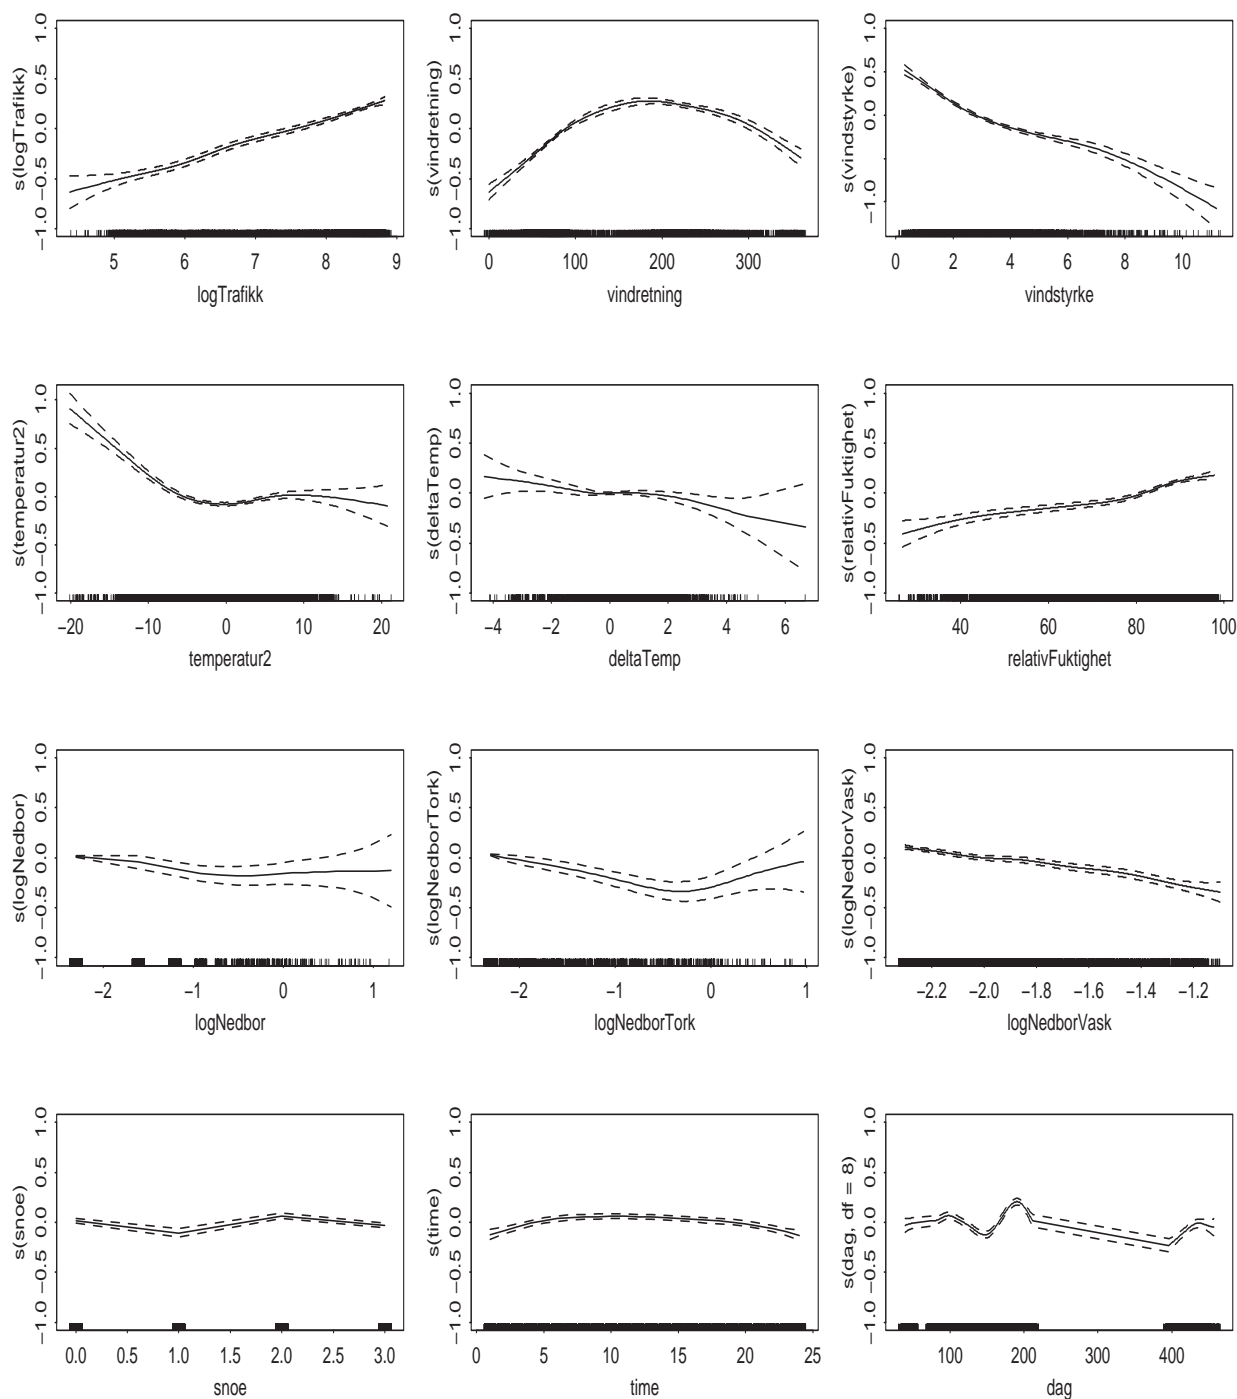 s(logTrafikk)
−1.0 −0.5 0.0 0.5 1.0
5 6 7 8 9
logTrafikk
s(vindretning)
−1.0 −0.5 0.0 0.5 1.0
0 100 200 300
vindretning
s(vindstyrke)
−1.0 0.0 0.5 1.0
0 2 4 6 8 10
vindstyrke
s(temperatur2)
−1.0 −0.5 0.0 0.5 1.0
−20 −10 0 10 20
temperatur2
s(deltaTemp)
−1.0 −0.5 0.0 0.5 1.0
−4 −2 0 2 4 6
deltaTemp
s(relativFuktighet)
−1.0 −0.5 0.0 0.5 1.0
40 60 80 100
relativFuktighet
s(logNedbor)
−1.0 −0.5 0.0 0.5 1.0
−2 −1 0 1
logNedbor
s(logNedborTork)
−1.0 −0.5 0.0 0.5 1.0
−2 −1 0 1
logNedborTork
s(logNedborVask)
−1.0 −0.5 0.0 0.5 1.0
−2.2 −2.0 −1.8 −1.6 −1.4 −1.2
logNedborVask
s(snoe)
−1.0 −0.5 0.0 0.5 1.0
0.0 0.5 1.0 1.5 2.0 2.5 3.0
snoe
s(time)
−1.0 −0.5 0.0 0.5 1.0
0 5 10 15 20 25
time
s(dag, df = 8)
−1.0 −0.5 0.0 0.5 1.0
100 200 300 400
dag